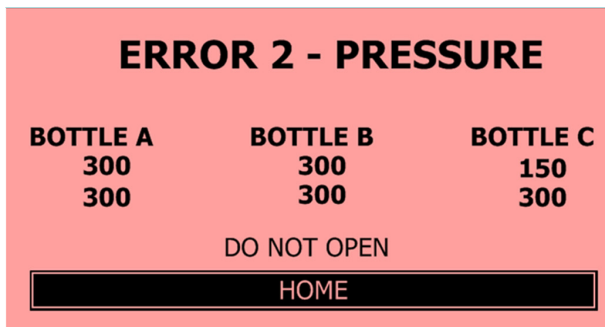 ERROR 2 - PRESSURE
BOTTLE A BOTTLE B BOTTLE C
300 300 150
300 300 300
DO NOT OPEN
HOME